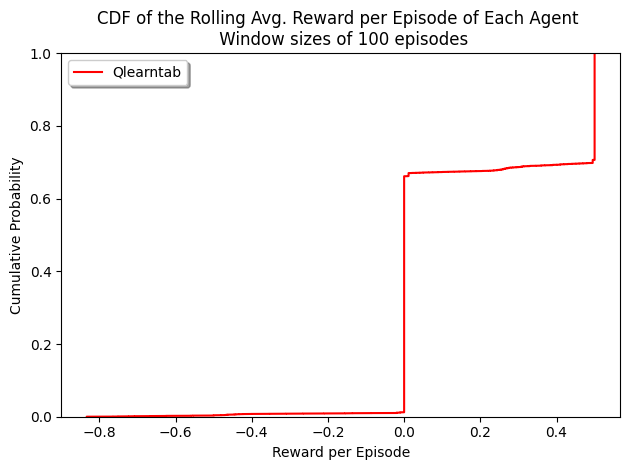 CDF of the Rolling Avg. Reward per Episode of Each Agent
Window sizes of 100 episodes
Qlearntab
1.0
0.8
0.6
0.4
0.2
0.0
Cumulative Probability
−0.8
−0.6
−0.4
−0.2
0.0
0.2
0.4
Reward per Episode